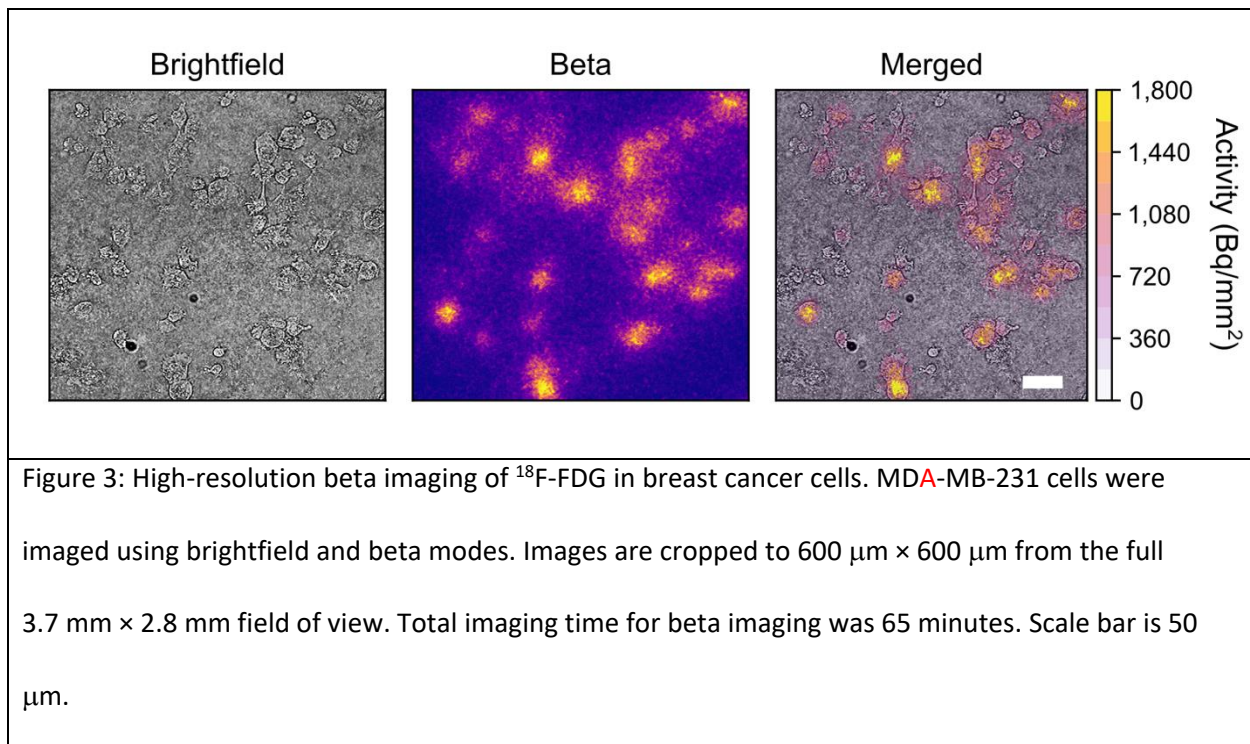 Brightfield
Beta
Merged
1,800
1,440
1,080
720
360
0
Activity (Bq/mm²)
Figure 3: High-resolution beta imaging of ¹⁸F-FDG in breast cancer cells. MDA-MB-231 cells were
imaged using brightfield and beta modes. Images are cropped to 600 μm × 600 μm from the full
3.7 mm × 2.8 mm field of view. Total imaging time for beta imaging was 65 minutes. Scale bar is 50
μm.